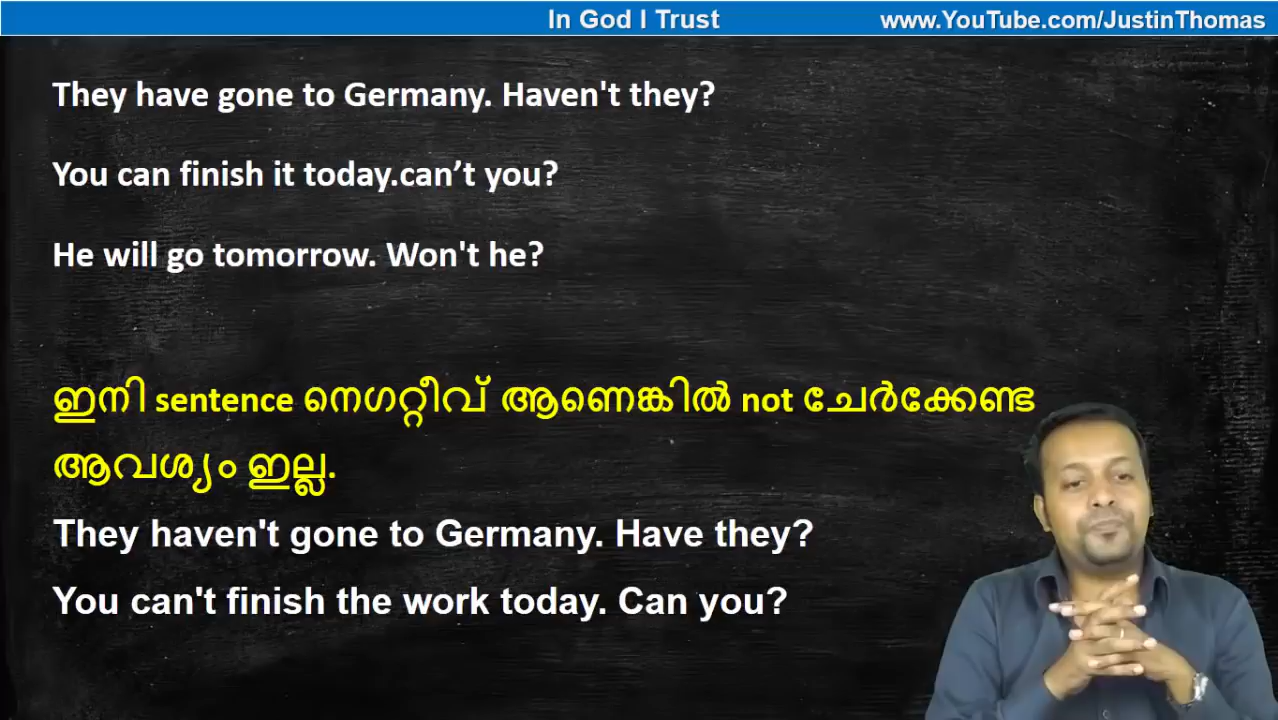 In God I Trust
www.YouTube.com/JustinThomas
They have gone to Germany. Haven't they?
You can finish it today.can’t you?
He will go tomorrow. Won't he?
ഇനി sentence നെഗറ്റീവ് ആണെങ്കിൽ not ചേർക്കേണ്ട
ആവശ്യം ഇല്ല.
They haven't gone to Germany. Have they?
You can't finish the work today. Can you?